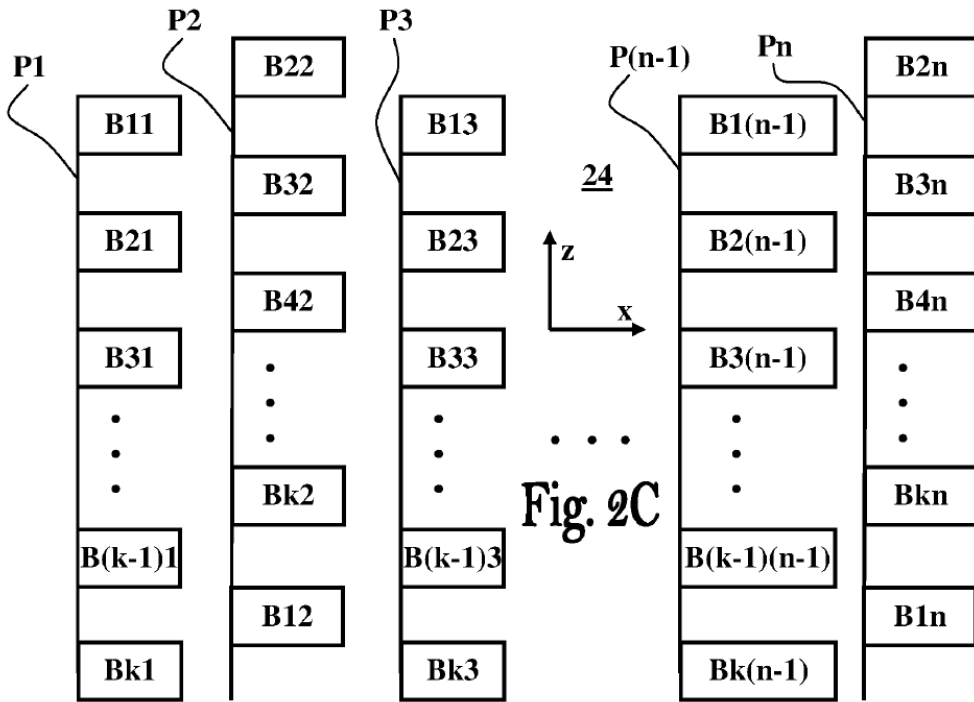 P1 P2 P3 P(n-1) Pn
B22 B2n
B11 B13 B1(n-1)
B32 24 B3n
B21 B23 B2(n-1)
z
B42 B4n
x
B31 B33 B3(n-1)
Bk2 Fig. 2C Bkn
B(k-1)1 B(k-1)3 B(k-1)(n-1)
B12 B1n
Bk1 Bk3 Bk(n-1)